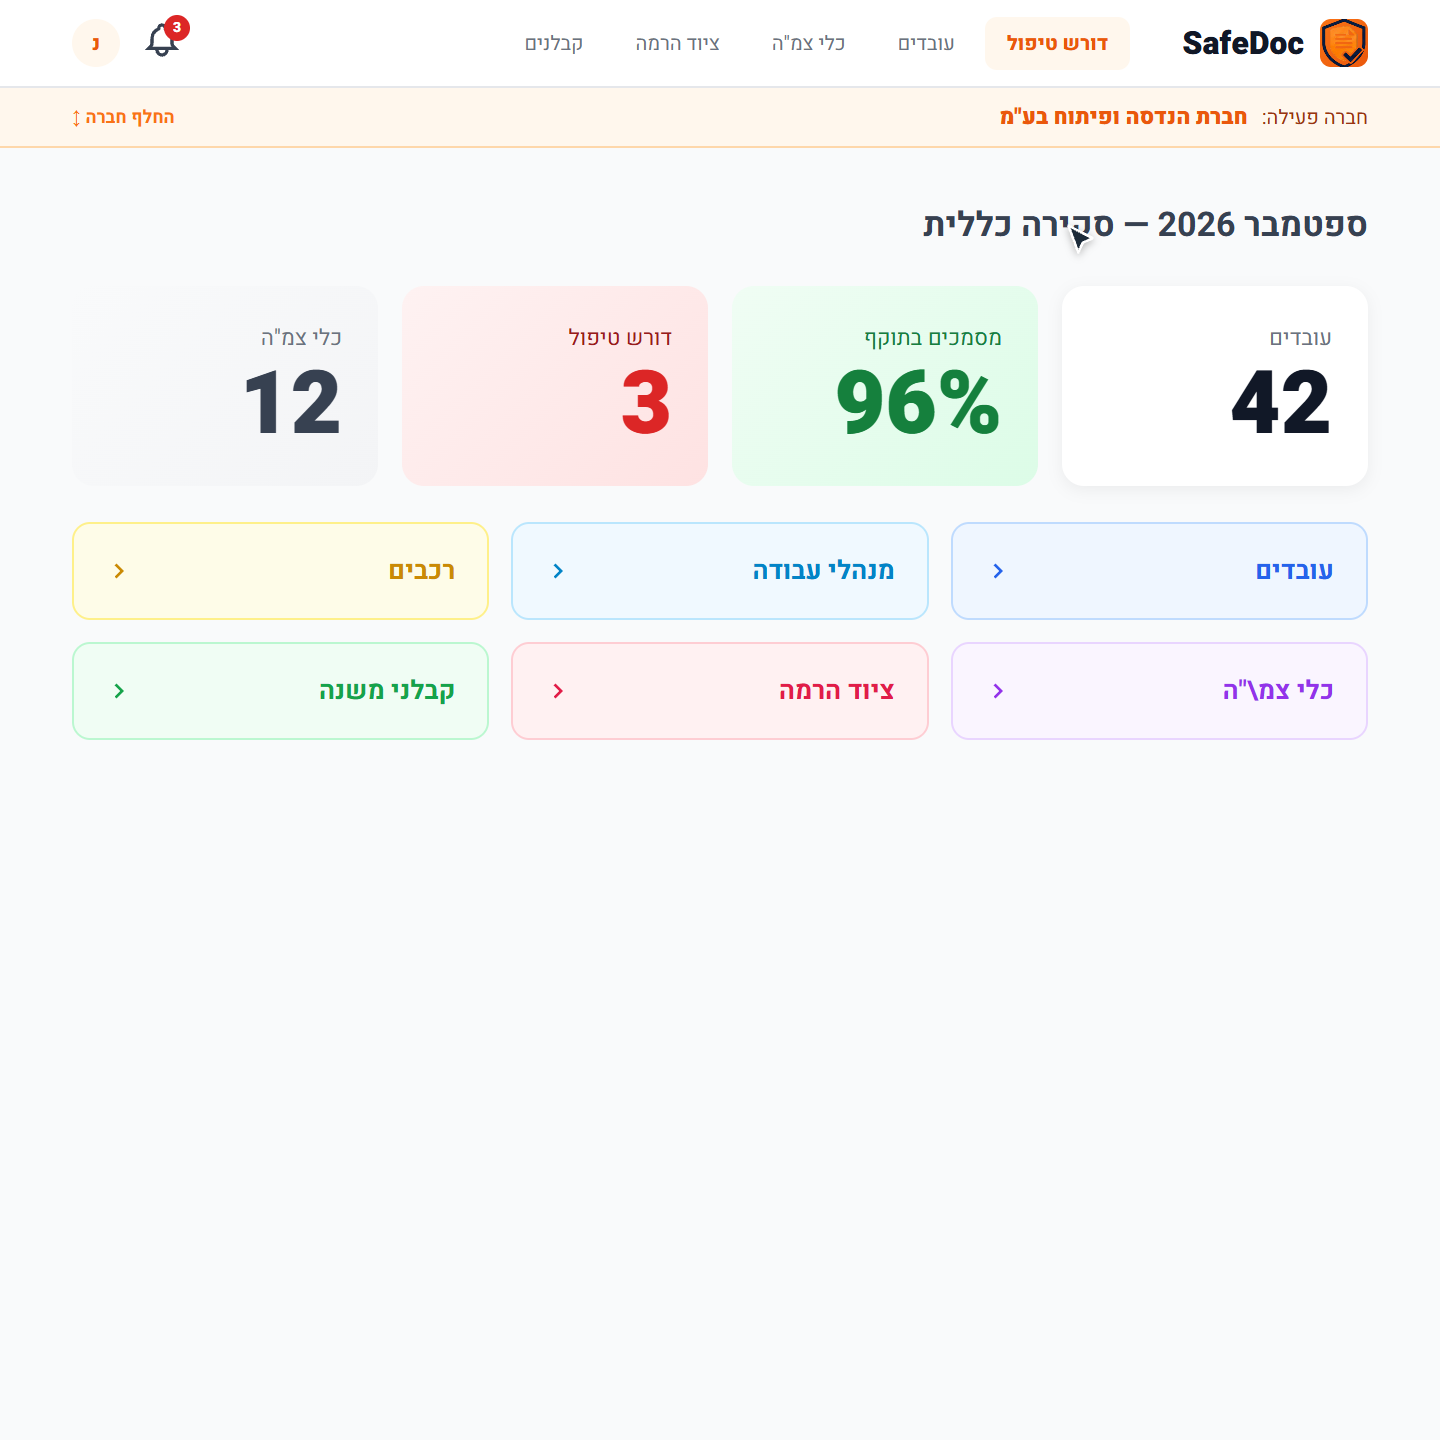 SafeDoc
דורש טיפול
עובדים
כלי צמ"ה
ציוד הרמה
קבלנים
3
נ
חברה פעילה: חברת הנדסה ופיתוח בע"מ
החלף חברה ↕
ספטמבר 2026 — סקירה כללית
עובדים
42
מסמכים בתוקף
96%
דורש טיפול
3
כלי צמ"ה
12
עובדים
מנהלי עבודה
רכבים
כלי צמ\"ה
ציוד הרמה
קבלני משנה